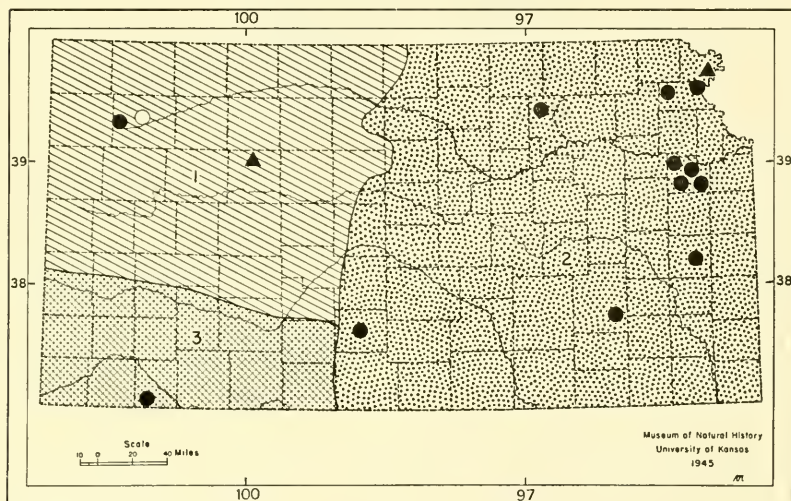 100 97
39 39
1
38 2 38
3
Scale
10 0 20 40 Miles
Museum of Natural History
University of Kansas
1945
100 97